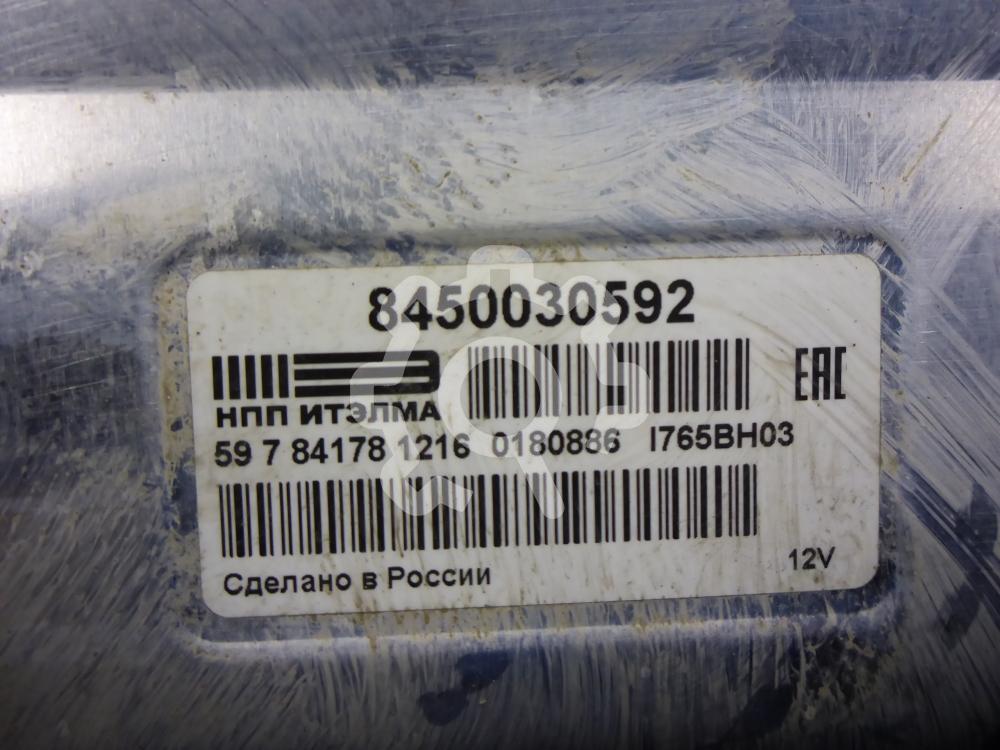 8450030592
НПП ИТЭЛМА
EAC
59 7 84178 1216 0180886 I765BH03
Сделано в России
12V